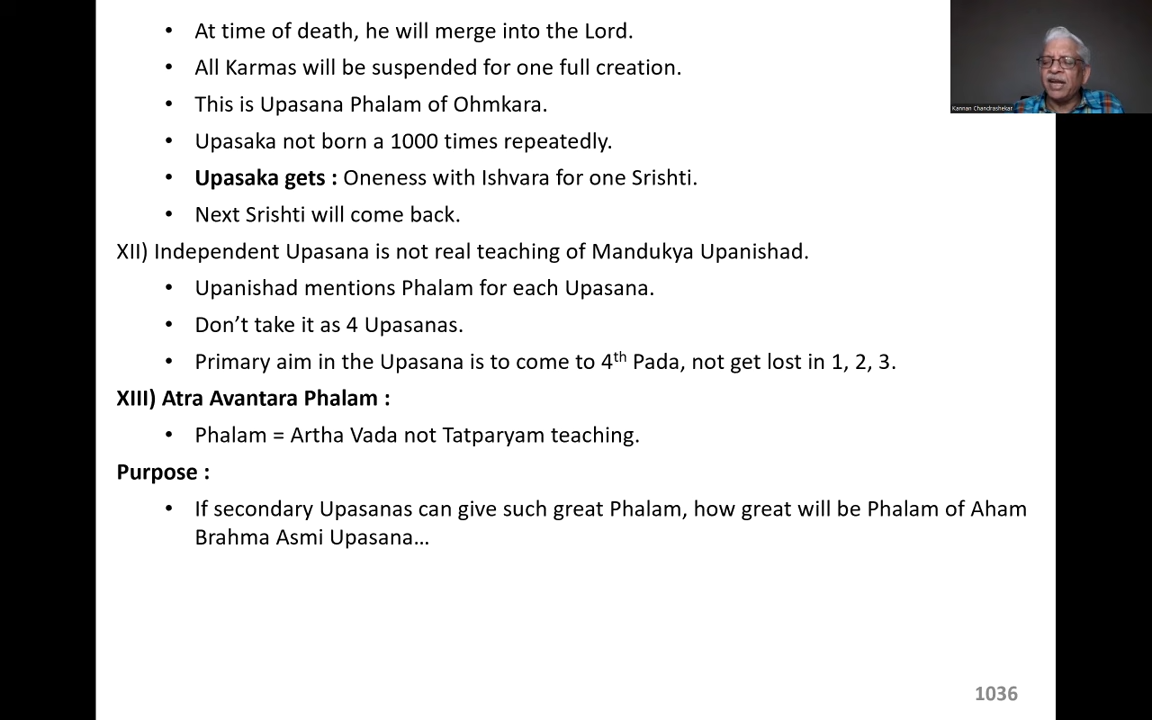 • At time of death, he will merge into the Lord.
• All Karmas will be suspended for one full creation.
• This is Upasana Phalam of Ohmkara.
• Upasaka not born a 1000 times repeatedly.
• Upasaka gets : Oneness with Ishvara for one Srishti.
• Next Srishti will come back.
XII) Independent Upasana is not real teaching of Mandukya Upanishad.
• Upanishad mentions Phalam for each Upasana.
• Don’t take it as 4 Upasanas.
• Primary aim in the Upasana is to come to 4th Pada, not get lost in 1, 2, 3.
XIII) Atra Avantara Phalam :
• Phalam = Artha Vada not Tatparyam teaching.
Purpose :
• If secondary Upasanas can give such great Phalam, how great will be Phalam of Aham
Brahma Asmi Upasana…
1036
Kannan Chandrashekar